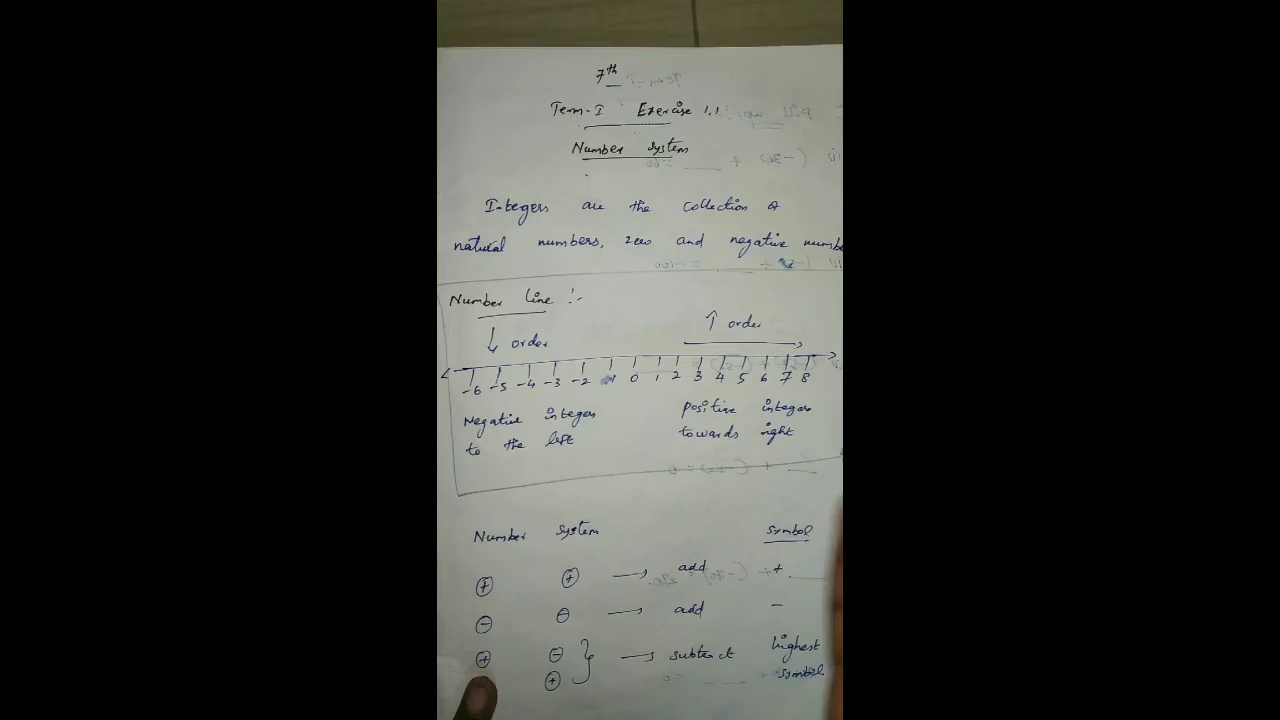 7th
Term-I Exercise 1.1
Number System
I-tegers are the collection of
natural numbers, zero and negative numbe
Number line :-
↓ order
↑ order
-6 -5 -4 -3 -2 -1 0 1 2 3 4 5 6 7 8
Negative integers
to the left
positive integers
towards right
Number System Symbol
⊕ ⊕ → add +
⊖ ⊖ → add -
⊕ ⊖ } → subtract highest
⊕ symbol